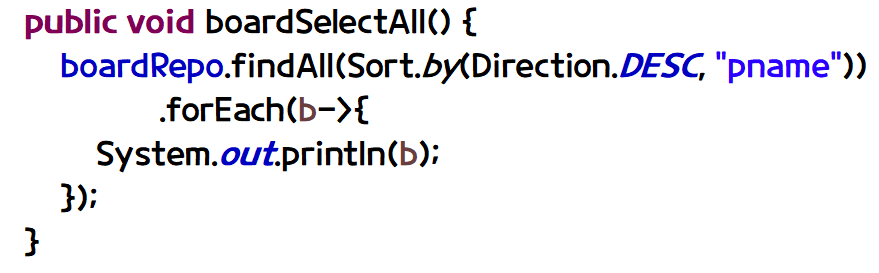 public void boardSelectAll() {
boardRepo.findAll(Sort.by(Direction.DESC, "pname"))
.forEach(b->{
System.out.println(b);
});
}